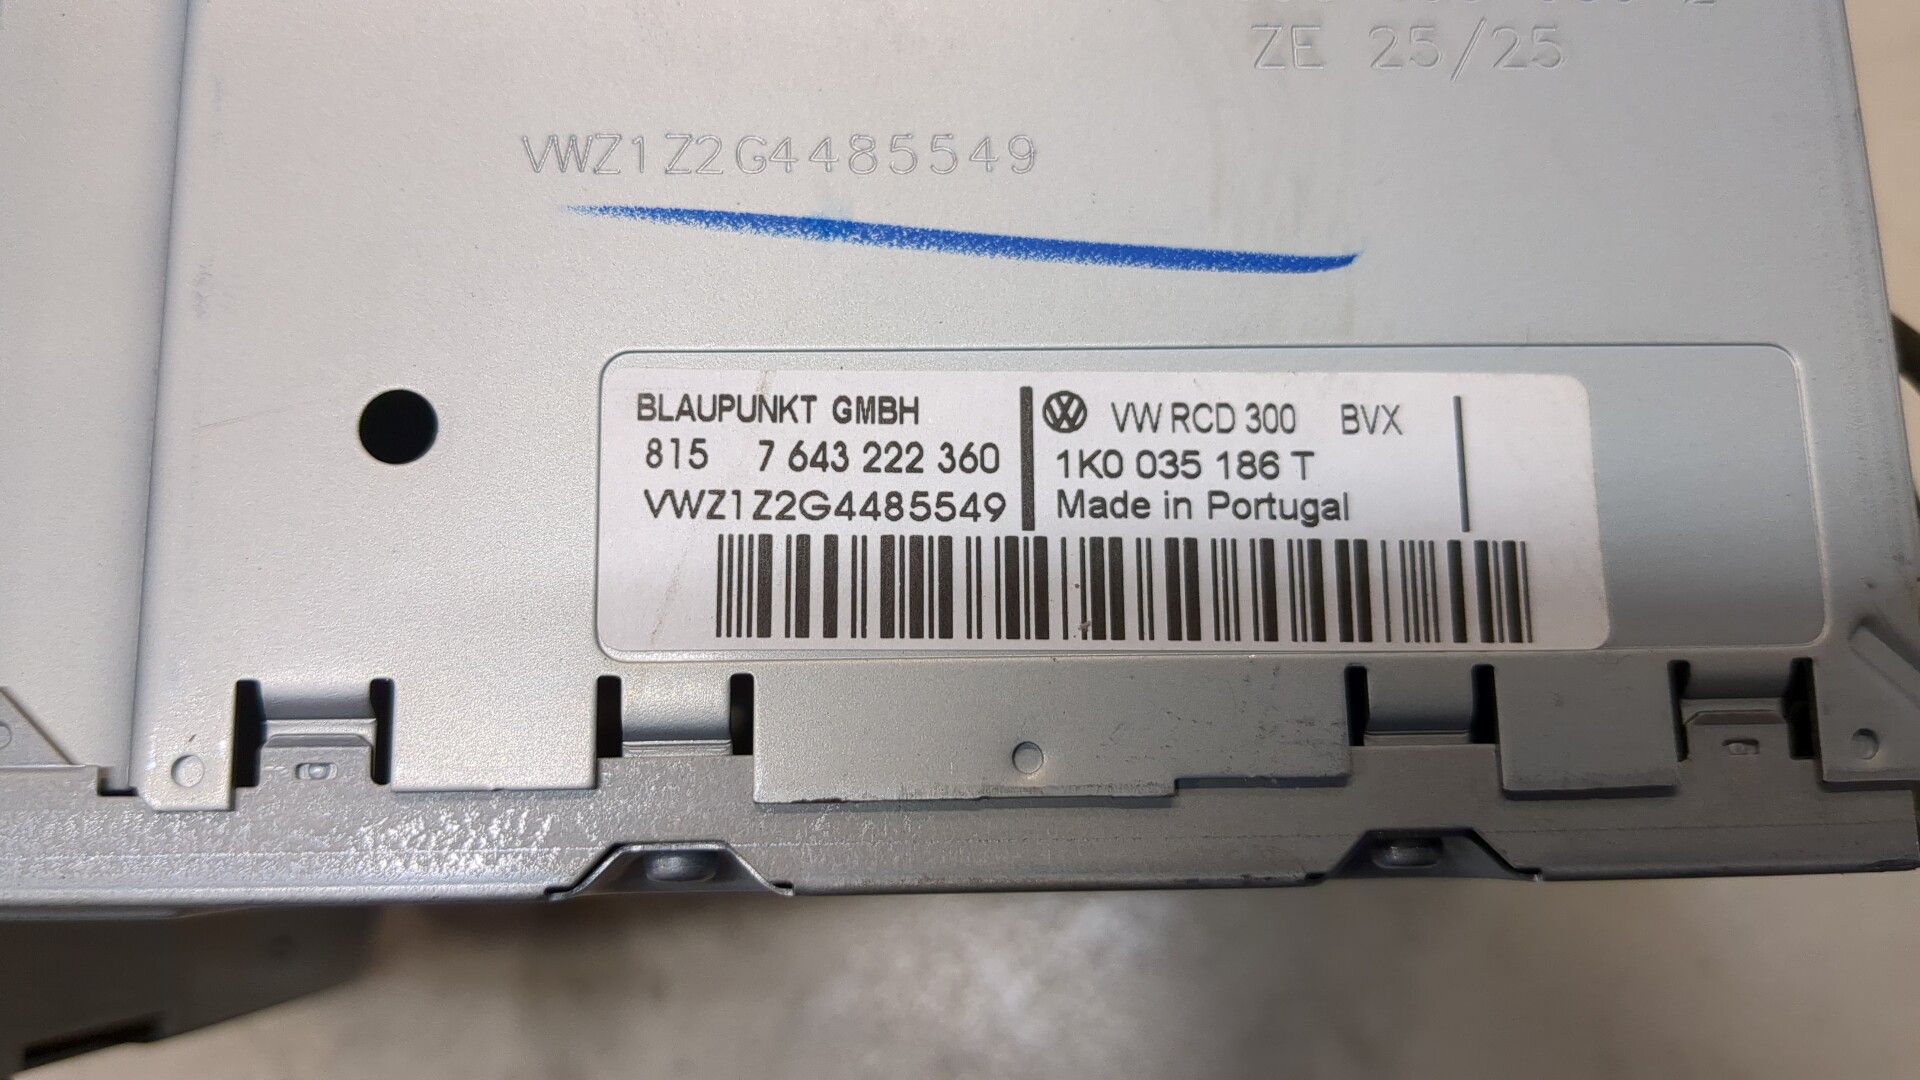 ZE 25/25
VWZ1Z2G4485549
BLAUPUNKT GMBH
815 7 643 222 360
VWZ1Z2G4485549
VW RCD 300 BVX
1K0 035 186 T
Made in Portugal